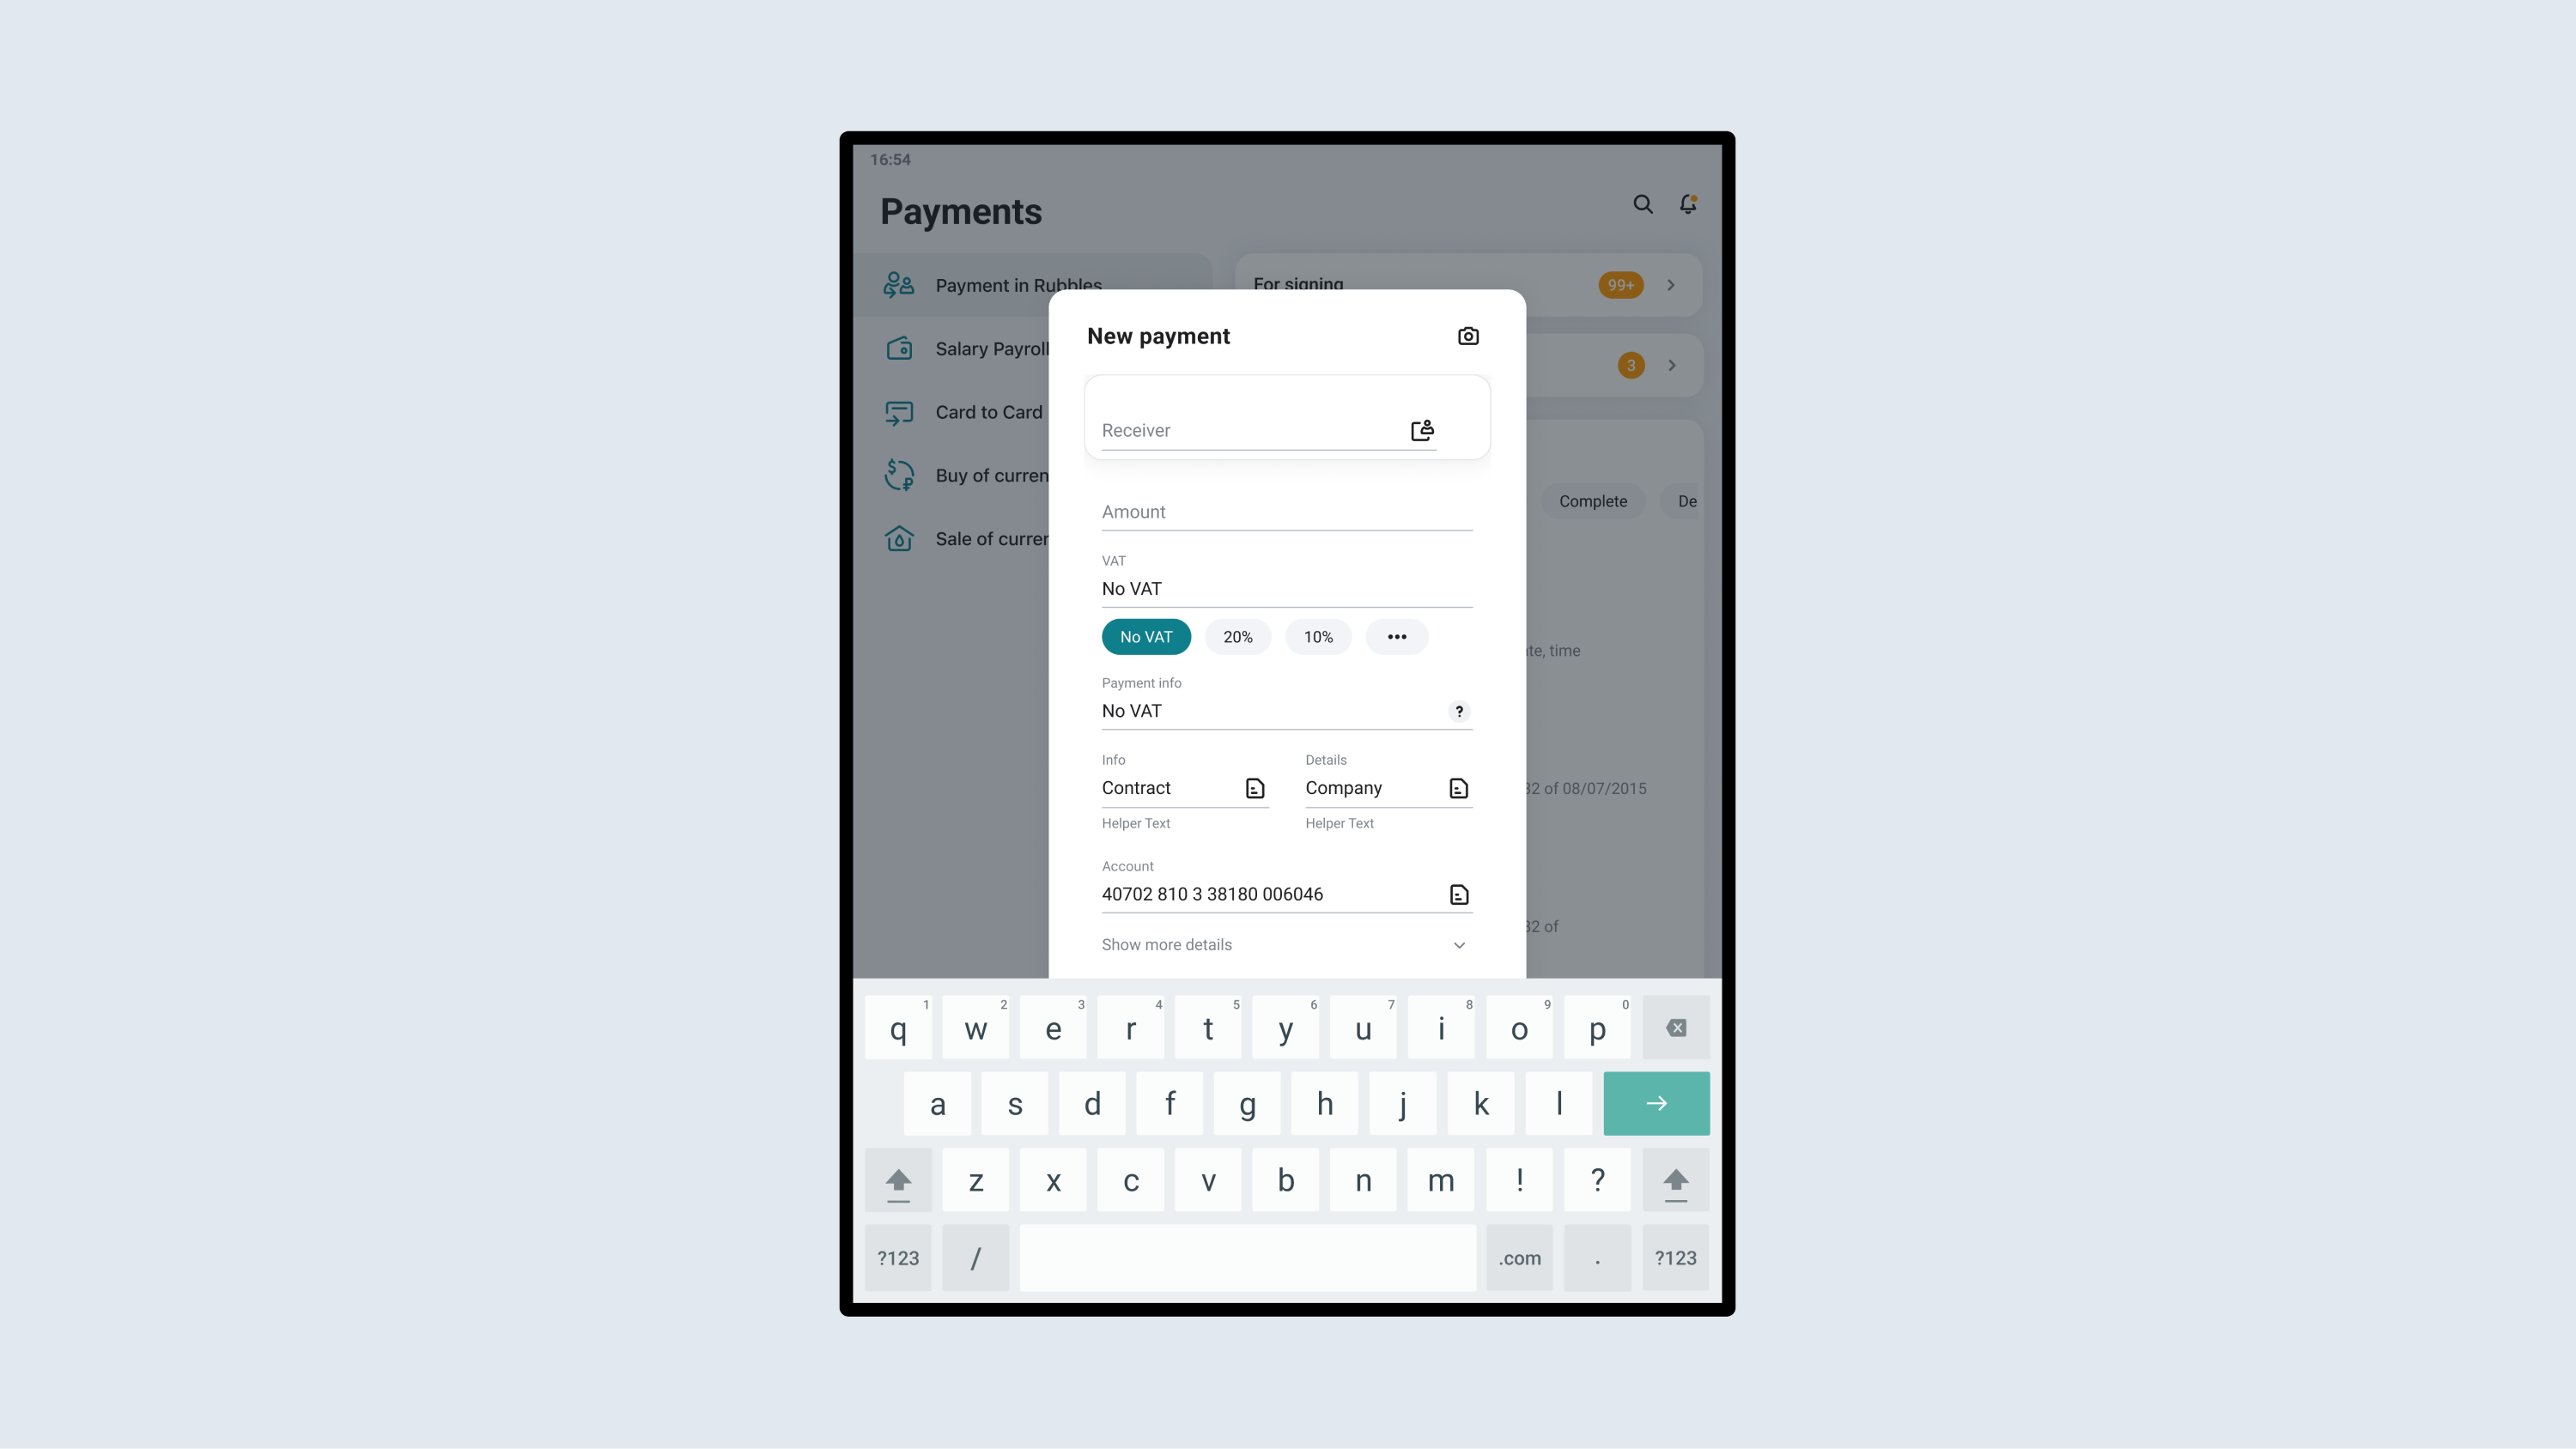 16:54
Payments
Payment in Rubbles
Salary Payroll
Card to Card
Buy of curren
Sale of curren
For signing
99+
3
Complete
De
te, time
32 of 08/07/2015
32 of
New payment
Receiver
Amount
VAT
No VAT
No VAT 20% 10% •••
Payment info
No VAT ?
Info Details
Contract Company
Helper Text Helper Text
Account
40702 810 3 38180 006046
Show more details
1 2 3 4 5 6 7 8 9 0
q w e r t y u i o p
a s d f g h j k l
z x c v b n m ! ?
?123 / .com . ?123